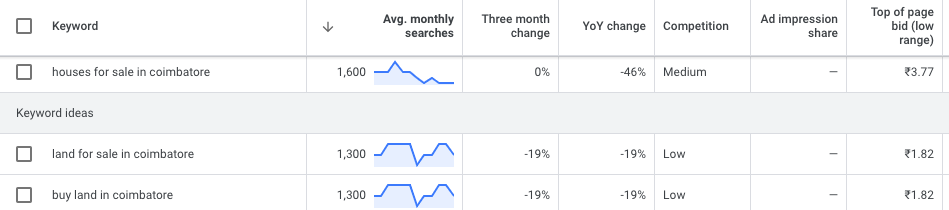 Keyword Avg. monthly searches Three month change YoY change Competition Ad impression share Top of page bid (low range)
houses for sale in coimbatore 1,600 0% -46% Medium — ₹3.77
Keyword ideas
land for sale in coimbatore 1,300 -19% -19% Low — ₹1.82
buy land in coimbatore 1,300 -19% -19% Low — ₹1.82